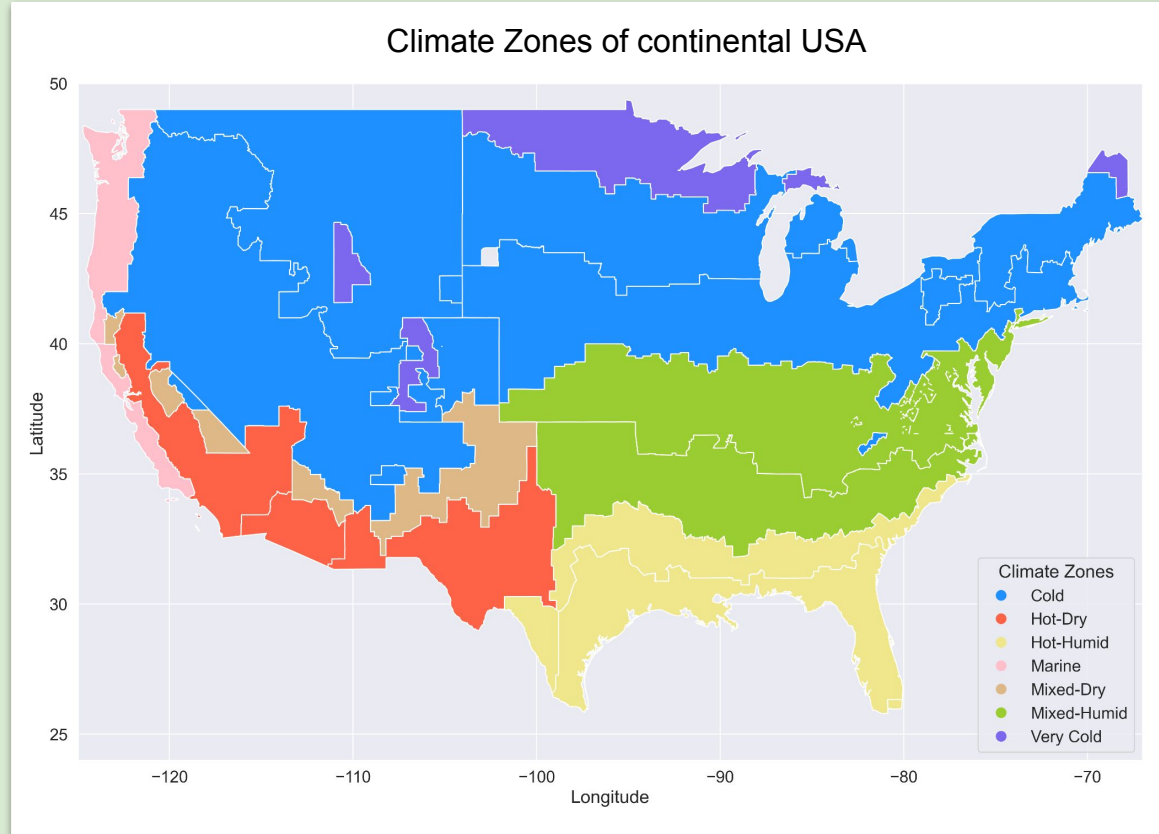 Climate Zones of continental USA
50
45
40
35
30
25
Latitude
−120
−110
−100
−90
−80
−70
Longitude
Climate Zones
Cold
Hot-Dry
Hot-Humid
Marine
Mixed-Dry
Mixed-Humid
Very Cold